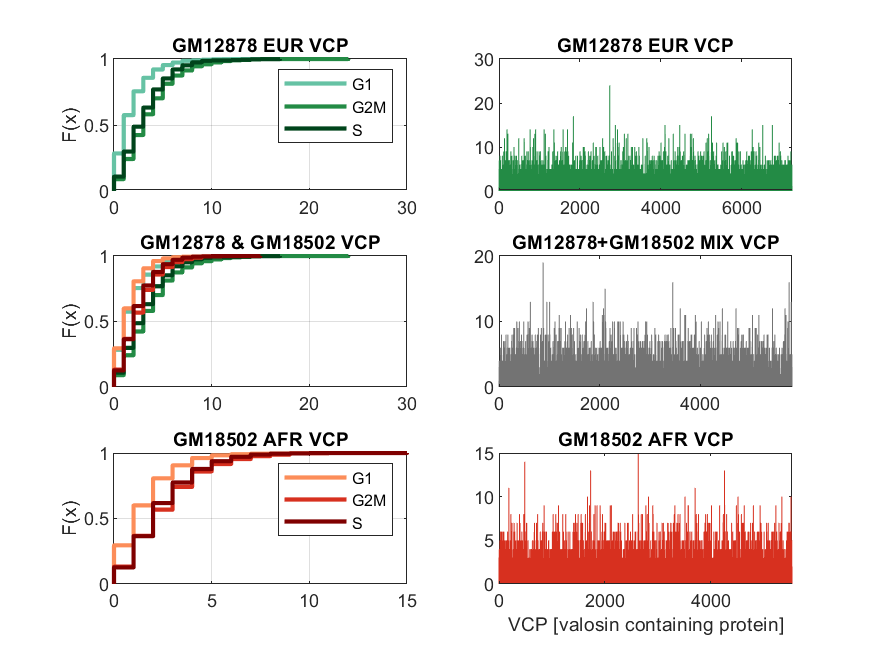 GM12878 EUR VCP
F(x)
1
0.5
0
0 10 20 30
G1
G2M
S
GM12878 EUR VCP
30
20
10
0
0 2000 4000 6000
GM12878 & GM18502 VCP
F(x)
1
0.5
0
0 10 20 30
GM12878+GM18502 MIX VCP
20
10
0
0 2000 4000
GM18502 AFR VCP
F(x)
1
0.5
0
0 5 10 15
G1
G2M
S
GM18502 AFR VCP
15
10
5
0
0 2000 4000
VCP [valosin containing protein]